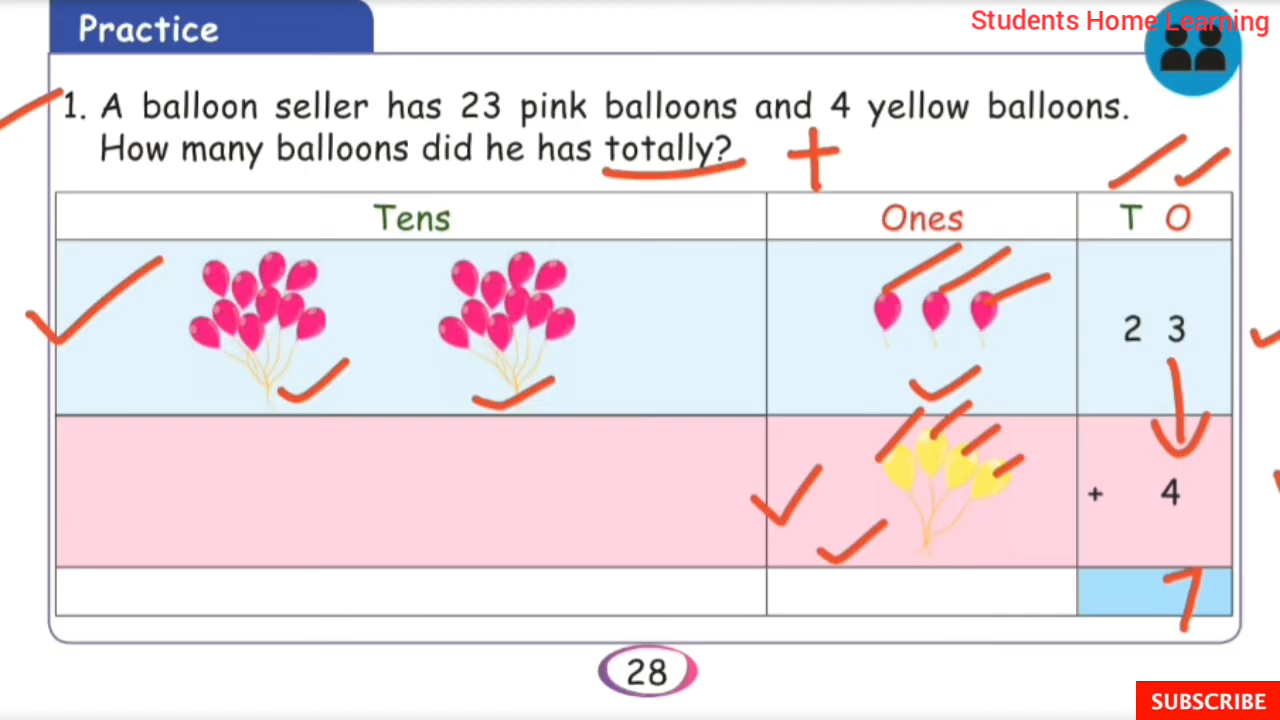 Students Home Learning
Practice
1. A balloon seller has 23 pink balloons and 4 yellow balloons.
How many balloons did he has totally? +
Tens Ones T O
2 3
+ 4
7
28
SUBSCRIBE